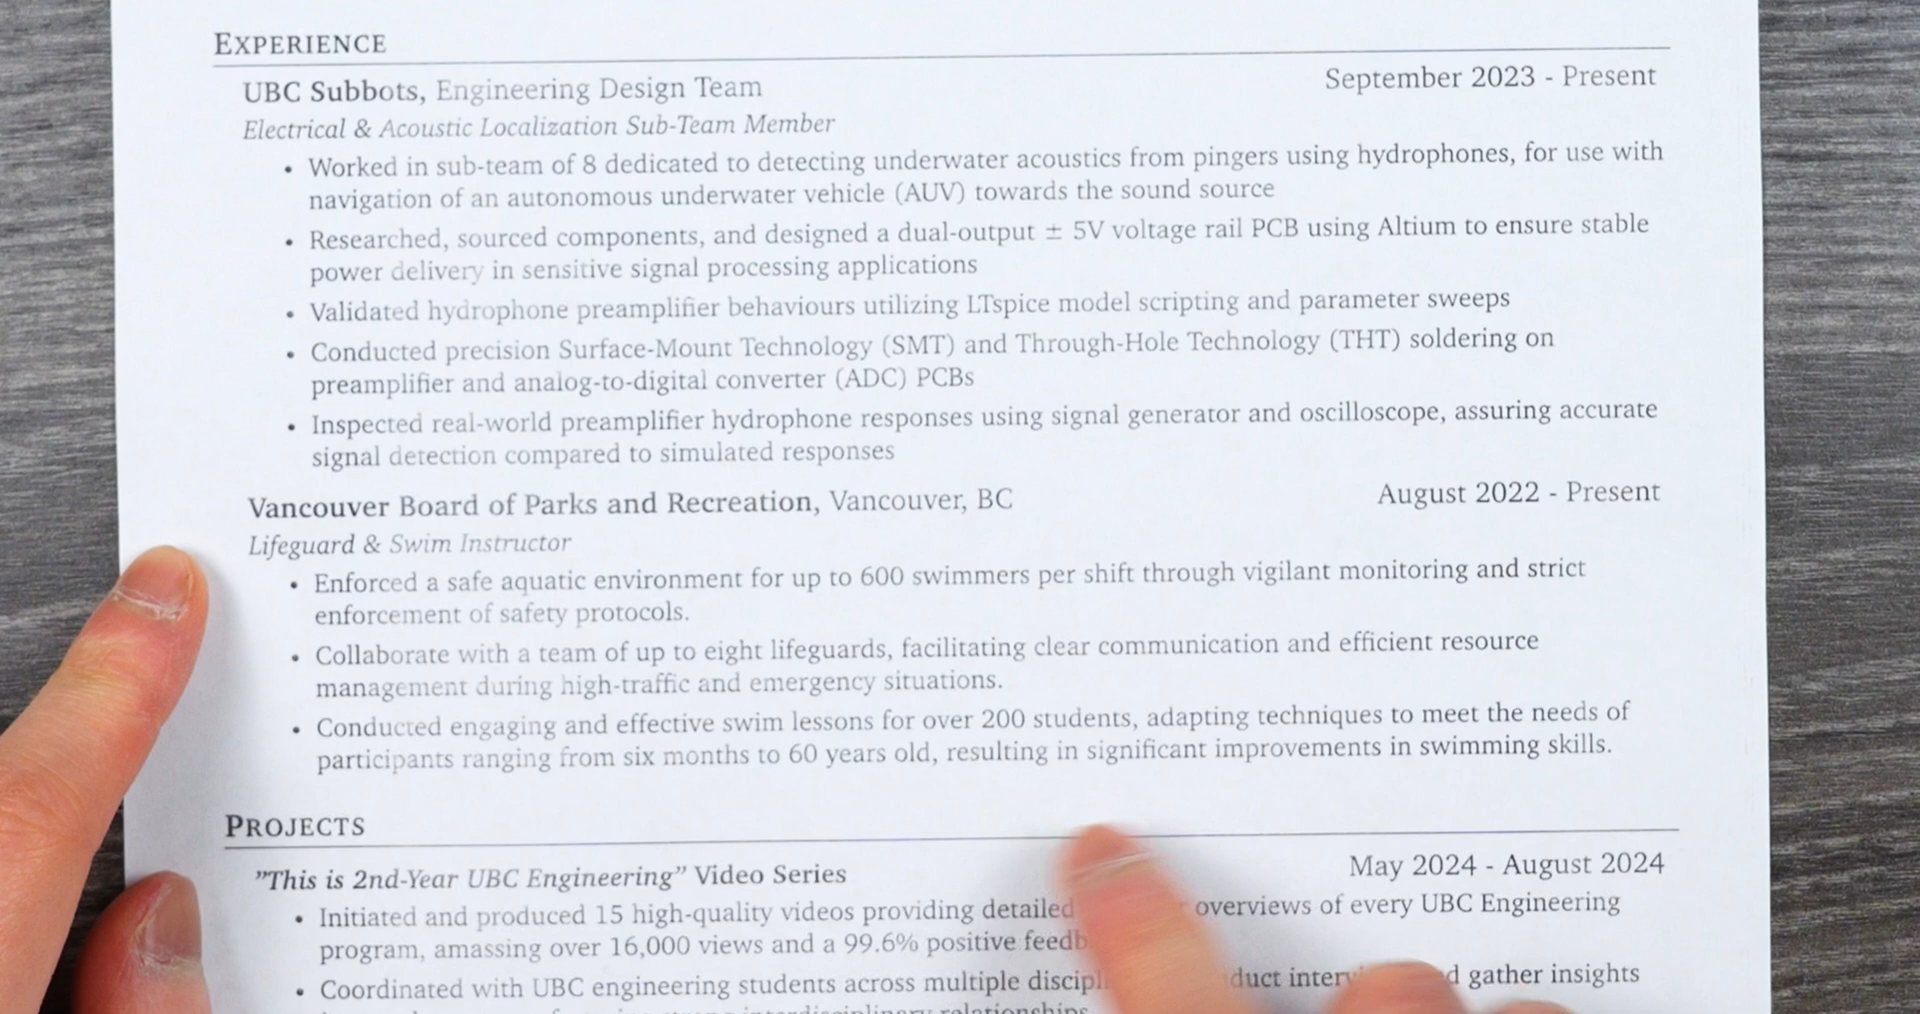 EXPERIENCE
UBC Subbots, Engineering Design Team September 2023 - Present
Electrical & Acoustic Localization Sub-Team Member
• Worked in sub-team of 8 dedicated to detecting underwater acoustics from pingers using hydrophones, for use with
navigation of an autonomous underwater vehicle (AUV) towards the sound source
• Researched, sourced components, and designed a dual-output ± 5V voltage rail PCB using Altium to ensure stable
power delivery in sensitive signal processing applications
• Validated hydrophone preamplifier behaviours utilizing LTspice model scripting and parameter sweeps
• Conducted precision Surface-Mount Technology (SMT) and Through-Hole Technology (THT) soldering on
preamplifier and analog-to-digital converter (ADC) PCBs
• Inspected real-world preamplifier hydrophone responses using signal generator and oscilloscope, assuring accurate
signal detection compared to simulated responses
Vancouver Board of Parks and Recreation, Vancouver, BC August 2022 - Present
Lifeguard & Swim Instructor
• Enforced a safe aquatic environment for up to 600 swimmers per shift through vigilant monitoring and strict
enforcement of safety protocols.
• Collaborate with a team of up to eight lifeguards, facilitating clear communication and efficient resource
management during high-traffic and emergency situations.
• Conducted engaging and effective swim lessons for over 200 students, adapting techniques to meet the needs of
participants ranging from six months to 60 years old, resulting in significant improvements in swimming skills.
PROJECTS
"This is 2nd-Year UBC Engineering" Video Series May 2024 - August 2024
• Initiated and produced 15 high-quality videos providing detailed overviews of every UBC Engineering
program, amassing over 16,000 views and a 99.6% positive
• Coordinated with UBC engineering students across multiple gather insights
relationships